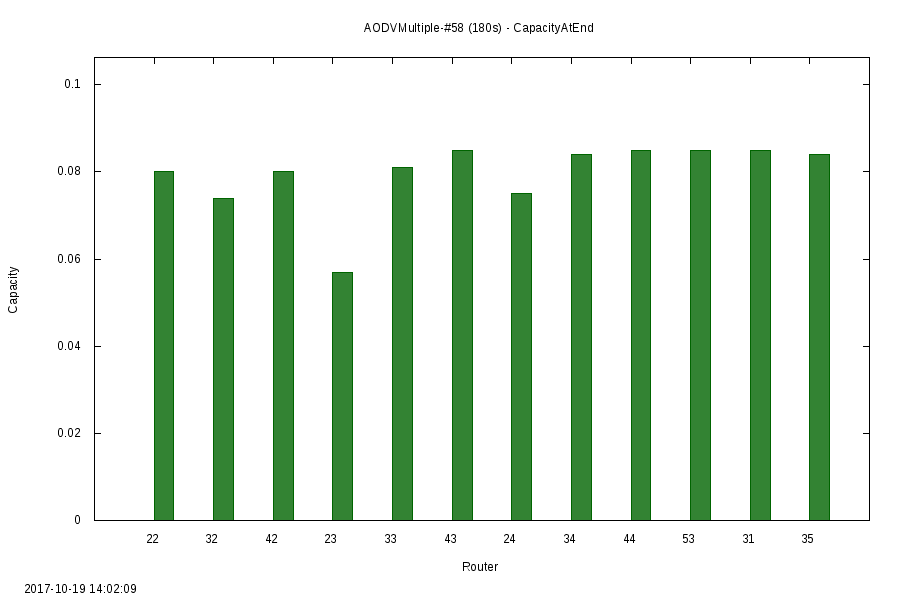 AODVMultiple-#58 (180s) - CapacityAtEnd
0.1
0.08
0.06
0.04
0.02
0
Capacity
22 32 42 23 33 43 24 34 44 53 31 35
Router
2017-10-19 14:02:09